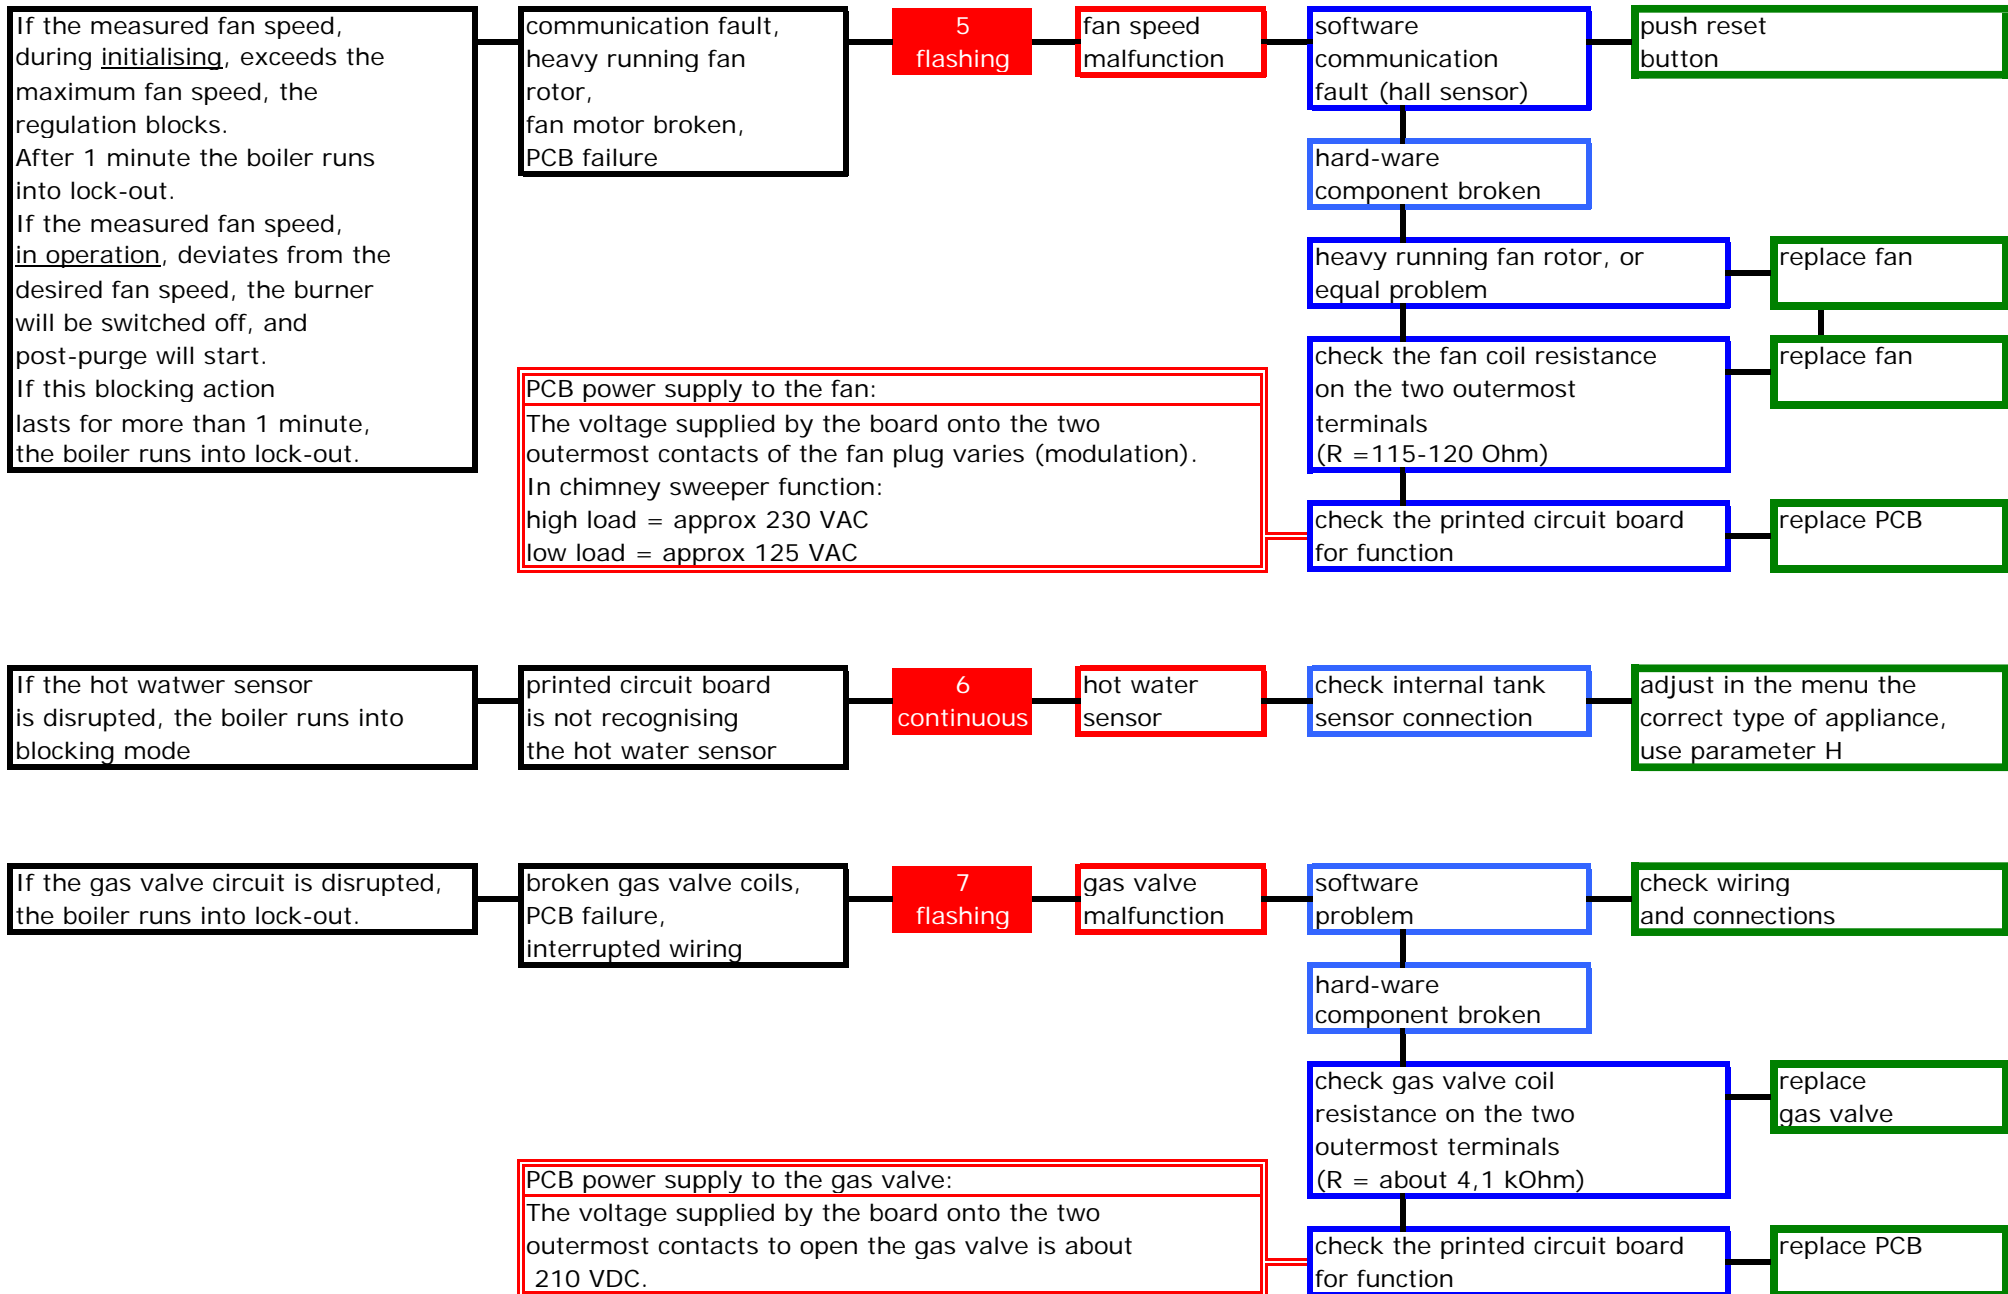 If the measured fan speed,
during initialising, exceeds the
maximum fan speed, the
regulation blocks.
After 1 minute the boiler runs
into lock-out.
If the measured fan speed,
in operation, deviates from the
desired fan speed, the burner
will be switched off, and
post-purge will start.
If this blocking action
lasts for more than 1 minute,
the boiler runs into lock-out.
communication fault,
heavy running fan
rotor,
fan motor broken,
PCB failure
5
flashing
fan speed
malfunction
software
communication
fault (hall sensor)
push reset
button
hard-ware
component broken
heavy running fan rotor, or
equal problem
replace fan
check the fan coil resistance
on the two outermost
terminals
(R =115-120 Ohm)
replace fan
PCB power supply to the fan:
The voltage supplied by the board onto the two
outermost contacts of the fan plug varies (modulation).
In chimney sweeper function:
high load = approx 230 VAC
low load = approx 125 VAC
check the printed circuit board
for function
replace PCB
If the hot watwer sensor
is disrupted, the boiler runs into
blocking mode
printed circuit board
is not recognising
the hot water sensor
6
continuous
hot water
sensor
check internal tank
sensor connection
adjust in the menu the
correct type of appliance,
use parameter H
If the gas valve circuit is disrupted,
the boiler runs into lock-out.
broken gas valve coils,
PCB failure,
interrupted wiring
7
flashing
gas valve
malfunction
software
problem
check wiring
and connections
hard-ware
component broken
check gas valve coil
resistance on the two
outermost terminals
(R = about 4,1 kOhm)
replace
gas valve
PCB power supply to the gas valve:
The voltage supplied by the board onto the two
outermost contacts to open the gas valve is about
210 VDC.
check the printed circuit board
for function
replace PCB